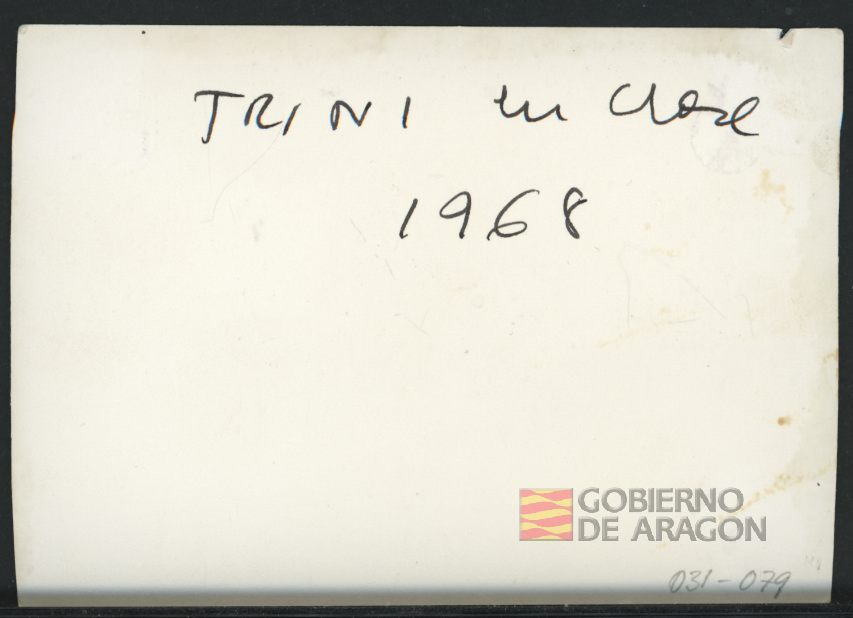 TRINI en clase
1968
GOBIERNO
DE ARAGON
031-079